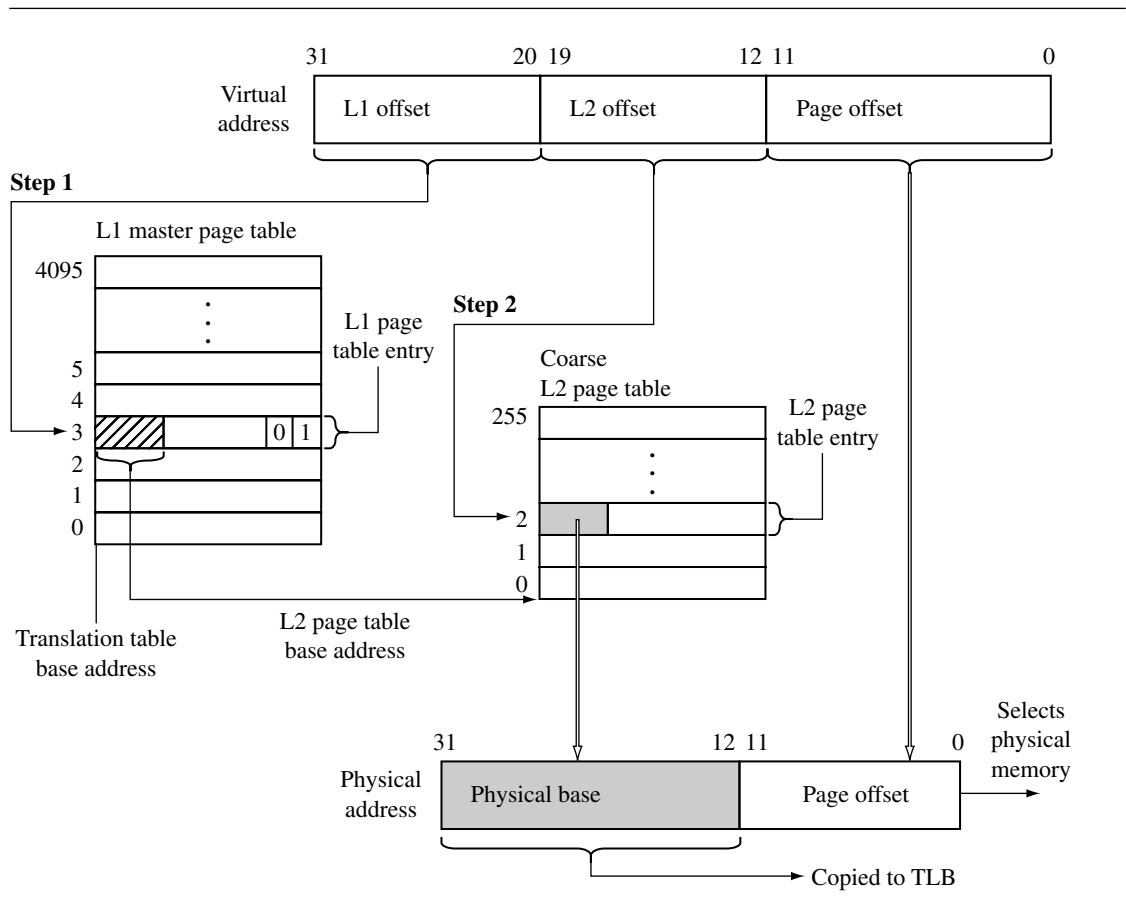 31 20 19 12 11 0
Virtual
address
L1 offset L2 offset Page offset
Step 1
L1 master page table
4095
5
4
3 0 1
2
1
0
L1 page
table entry
Step 2
Coarse
L2 page table
255
2
1
0
L2 page
table entry
Translation table
base address
L2 page table
base address
31 12 11 0
Physical
address
Physical base Page offset
Selects
physical
memory
Copied to TLB